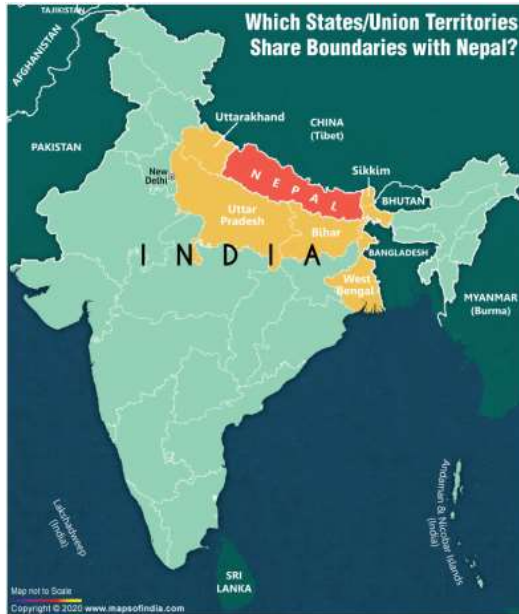 TAJIKISTAN
Which States/Union Territories
Share Boundaries with Nepal?
AFGHANISTAN
Uttarakhand
CHINA
(Tibet)
PAKISTAN
New
Delhi
NEPAL
Sikkim
BHUTAN
Uttar
Pradesh
Bihar
INDIA
BANGLADESH
West
Bengal
MYANMAR
(Burma)
Lakshadweep
(India)
Andaman & Nicobar Islands
(India)
SRI
LANKA
Map not to Scale
Copyright © 2020 www.mapsofindia.com